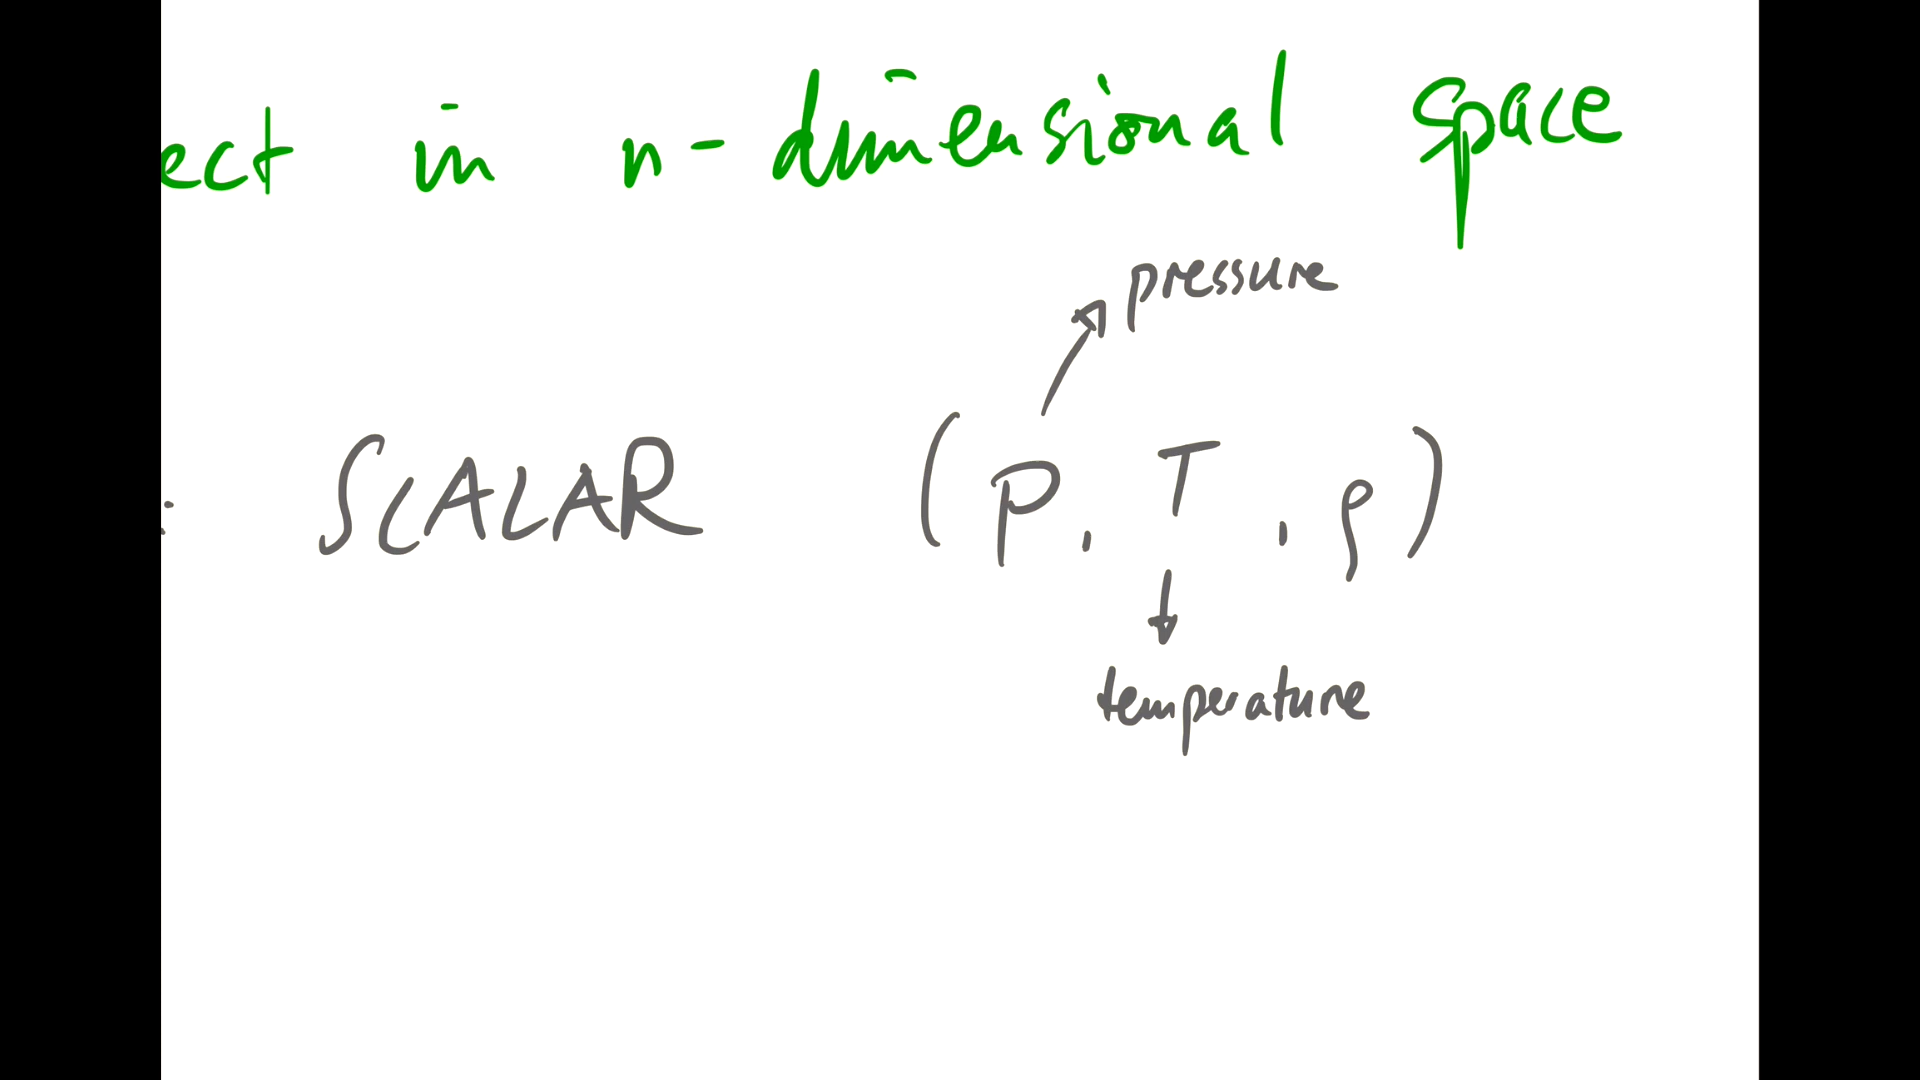 ect in n-dimensional space
pressure
: SCALAR (p, T, ρ)
temperature